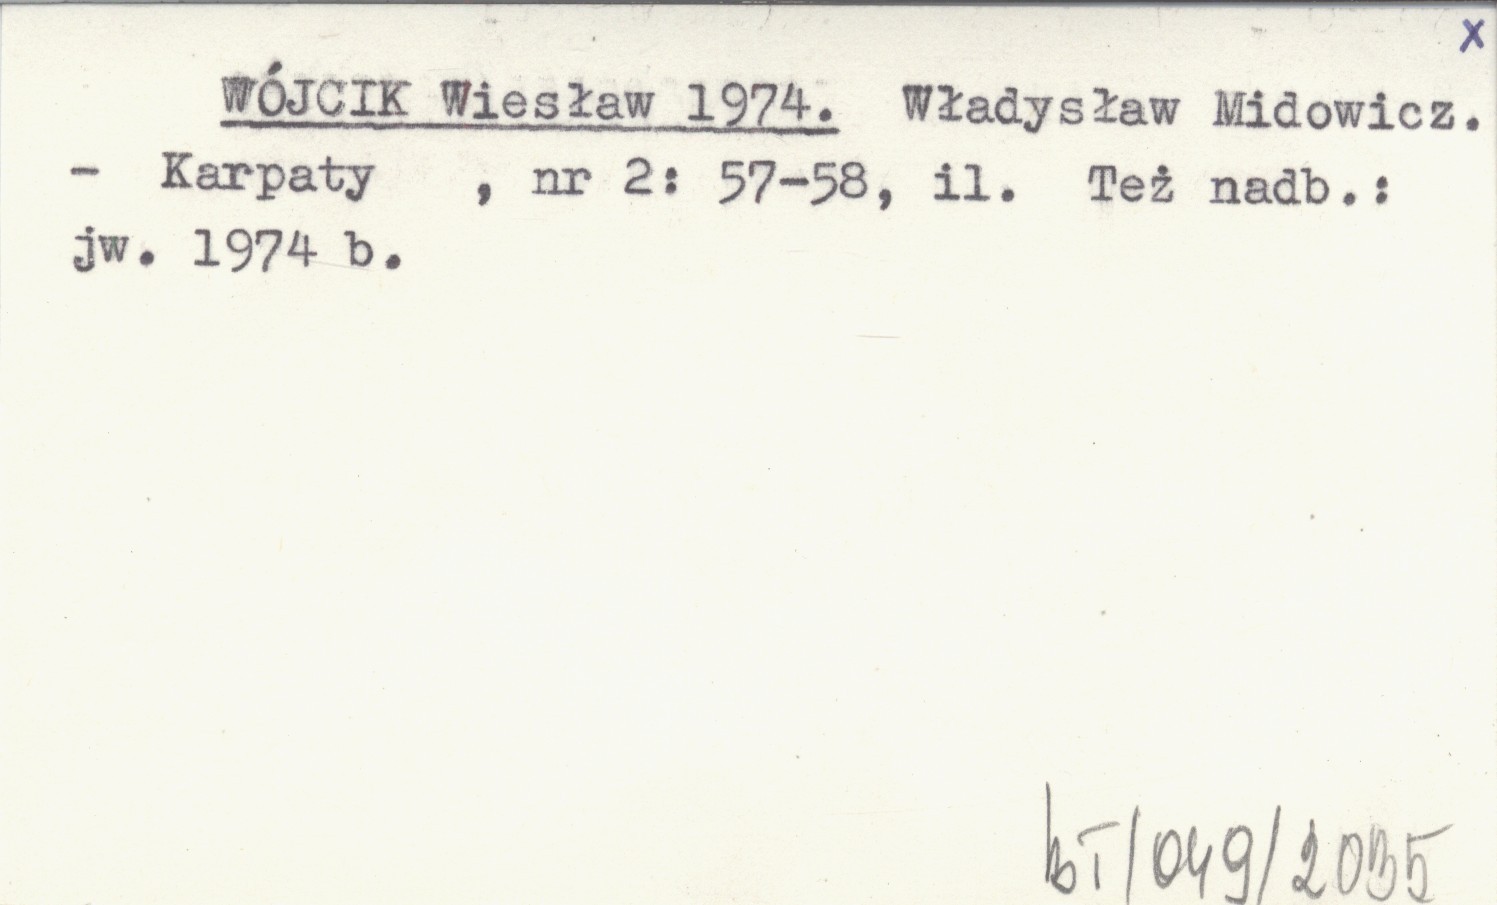 x
WÓJCIK Wiesław 1974. Władysław Midowicz.
- Karpaty , nr 2: 57-58, il. Też nadb.:
jw. 1974 b.
bT/049/2035